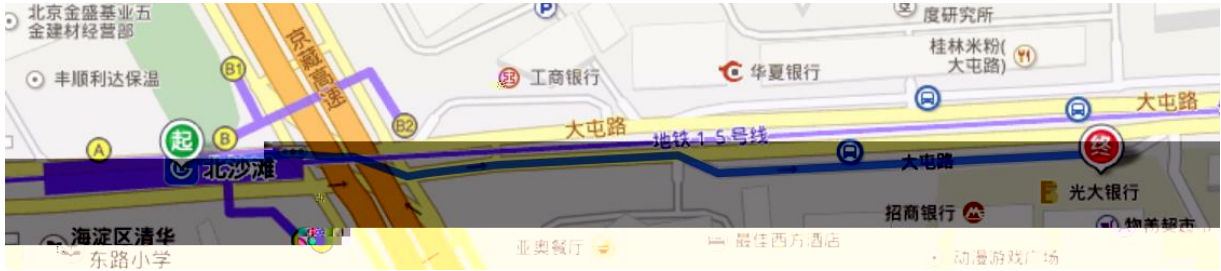 北京金盛基业五
金建材经营部
度研究所
桂林米粉(
大屯路)
京藏高速
丰顺利达保温
B1
工商银行
华夏银行
大屯路
B2
大屯路
地铁15号线
A
起
B
北沙滩
大屯路
终
光大银行
招商银行
物美超市
海淀区清华
东路小学
亚奥餐厅
最佳西方酒店
动漫游戏广场